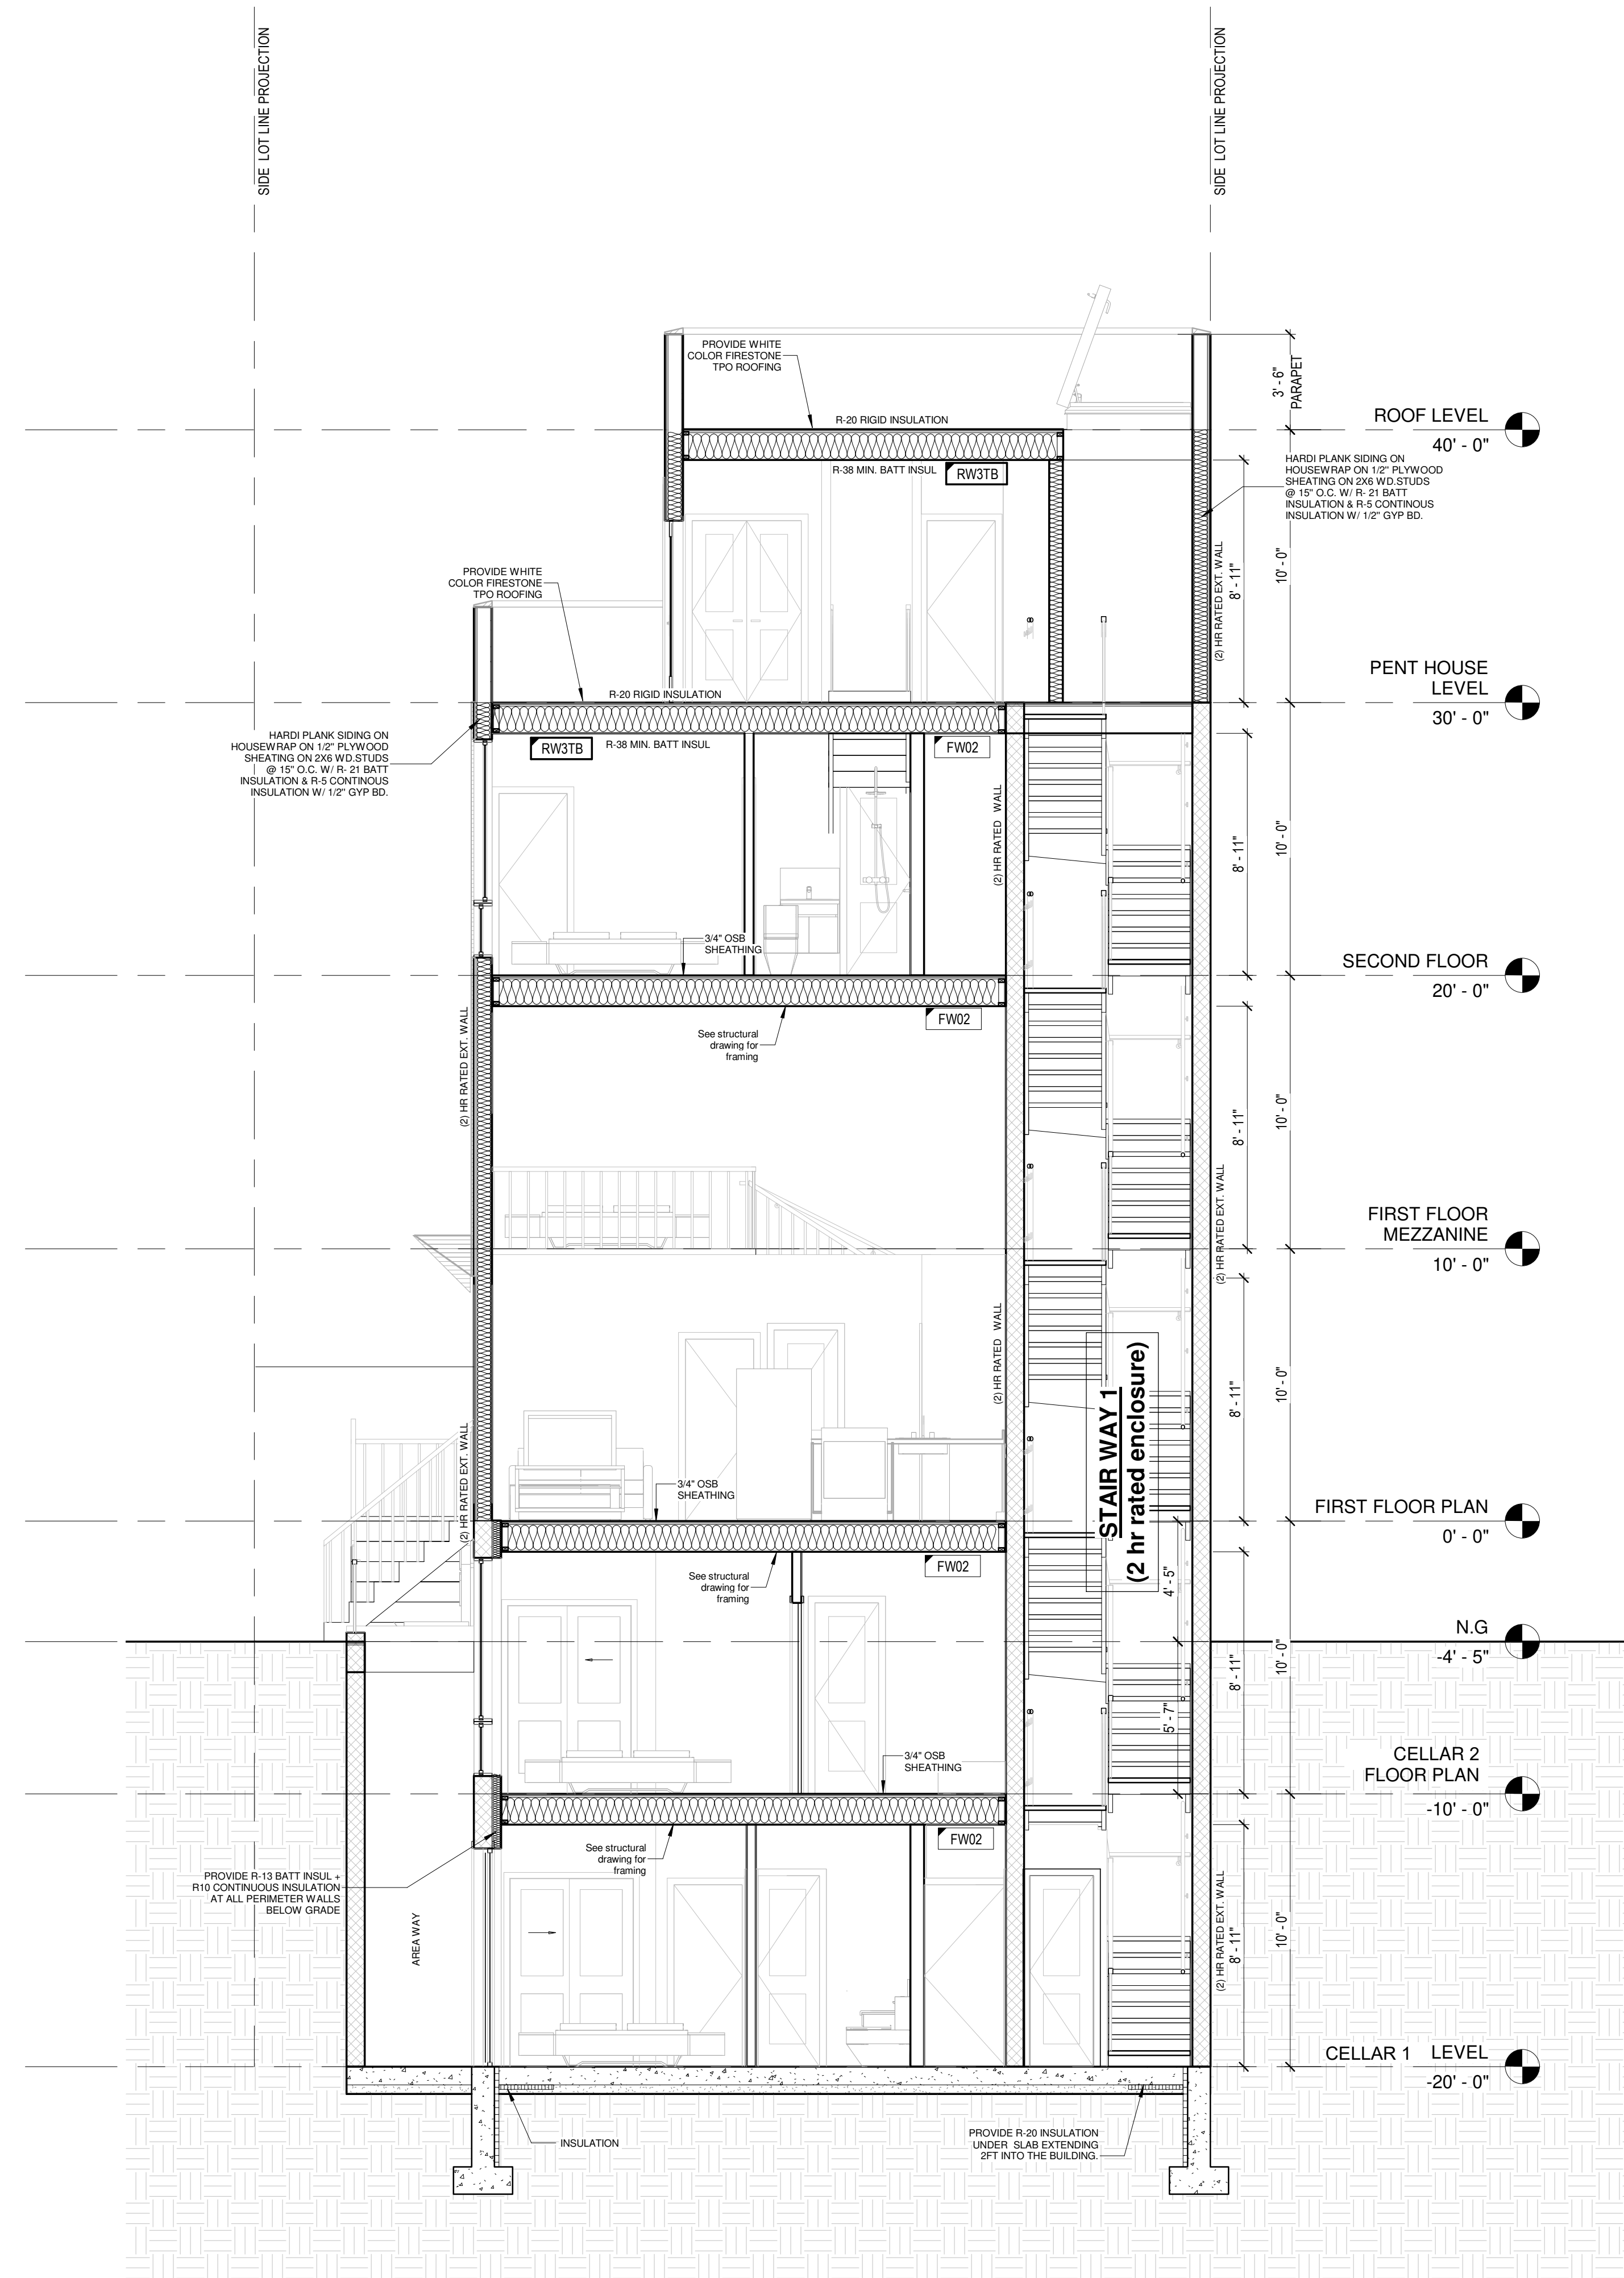 SIDE LOT LINE PROJECTION
SIDE LOT LINE PROJECTION
PROVIDE WHITE
COLOR FIRESTONE
TPO ROOFING
3' - 6"
PARAPET
R-20 RIGID INSULATION
ROOF LEVEL
40' - 0"
R-38 MIN. BATT INSUL
RW3TB
HARDI PLANK SIDING ON
HOUSEWRAP ON 1/2" PLYWOOD
SHEATING ON 2X6 WD.STUDS
@ 15" O.C. W/ R- 21 BATT
INSULATION & R-5 CONTINOUS
INSULATION W/ 1/2" GYP BD.
(2) HR RATED EXT. WALL
8' - 11"
10' - 0"
PROVIDE WHITE
COLOR FIRESTONE
TPO ROOFING
R-20 RIGID INSULATION
PENT HOUSE
LEVEL
30' - 0"
HARDI PLANK SIDING ON
HOUSEWRAP ON 1/2" PLYWOOD
SHEATING ON 2X6 WD.STUDS
@ 15" O.C. W/ R- 21 BATT
INSULATION & R-5 CONTINOUS
INSULATION W/ 1/2" GYP BD.
RW3TB
R-38 MIN. BATT INSUL
FW02
(2) HR RATED WALL
8' - 11"
10' - 0"
3/4" OSB
SHEATHING
SECOND FLOOR
20' - 0"
FW02
See structural
drawing for
framing
(2) HR RATED EXT. WALL
8' - 11"
10' - 0"
(2) HR RATED EXT. WALL
FIRST FLOOR
MEZZANINE
10' - 0"
(2) HR RATED WALL
STAIR WAY 1
(2 hr rated enclosure)
8' - 11"
10' - 0"
(2) HR RATED EXT. WALL
3/4" OSB
SHEATHING
FIRST FLOOR PLAN
0' - 0"
FW02
See structural
drawing for
framing
4' - 5"
N.G
-4' - 5"
8' - 11"
10' - 0"
5' - 7"
3/4" OSB
SHEATHING
CELLAR 2
FLOOR PLAN
-10' - 0"
FW02
See structural
drawing for
framing
PROVIDE R-13 BATT INSUL +
R10 CONTINUOUS INSULATION
AT ALL PERIMETER WALLS
BELOW GRADE
AREA WAY
(2) HR RATED EXT. WALL
8' - 11"
10' - 0"
CELLAR 1 LEVEL
-20' - 0"
INSULATION
PROVIDE R-20 INSULATION
UNDER SLAB EXTENDING
2FT INTO THE BUILDING.